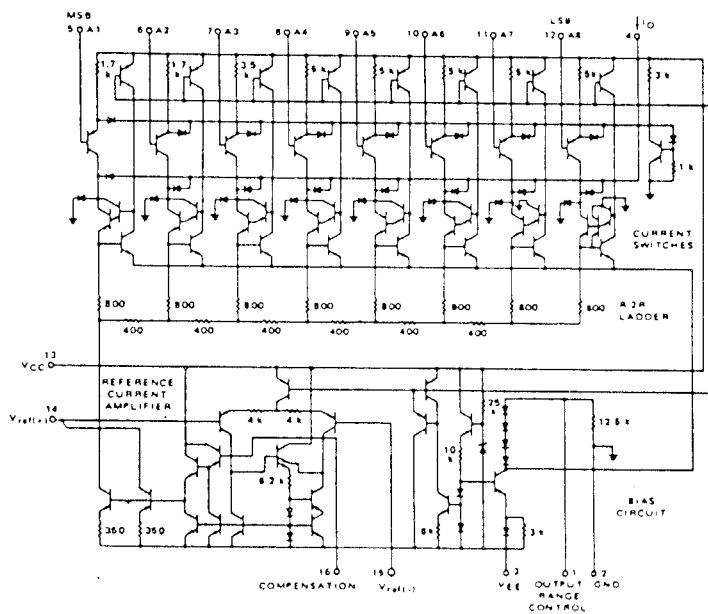 MSB LSB I O
5 A1 6 A2 7 A3 8 A4 9 A5 10 A6 11 A7 12 A8 4
1.7 k 1.7 k 3.5 k 5 k 5 k 5 k 5 k 3 k
1 k
CURRENT
SWITCHES
800 800 800 800 800 800 800 800
R-2R
LADDER
400 400 400 400 400 400 400
13
VCC
REFERENCE
CURRENT
AMPLIFIER
14
Vref(+)
4 k 4 k
25 k
12.5 k
10 k
6.2 k
BIAS
CIRCUIT
350 350
6 k
3 k
16 15 3 1 2
COMPENSATION Vref(-) VEE OUTPUT GND
RANGE
CONTROL